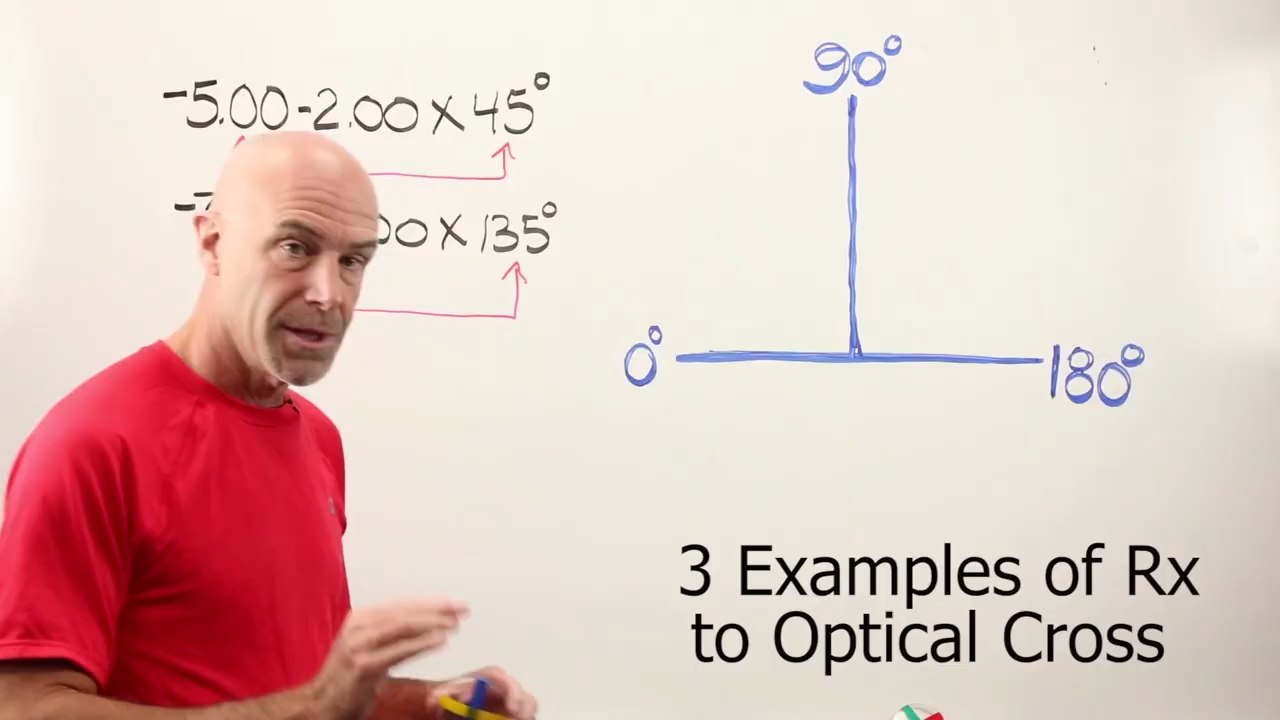 -5.00-2.00 X 45°
00 X 135°
90°
0°
180°
3 Examples of Rx
to Optical Cross